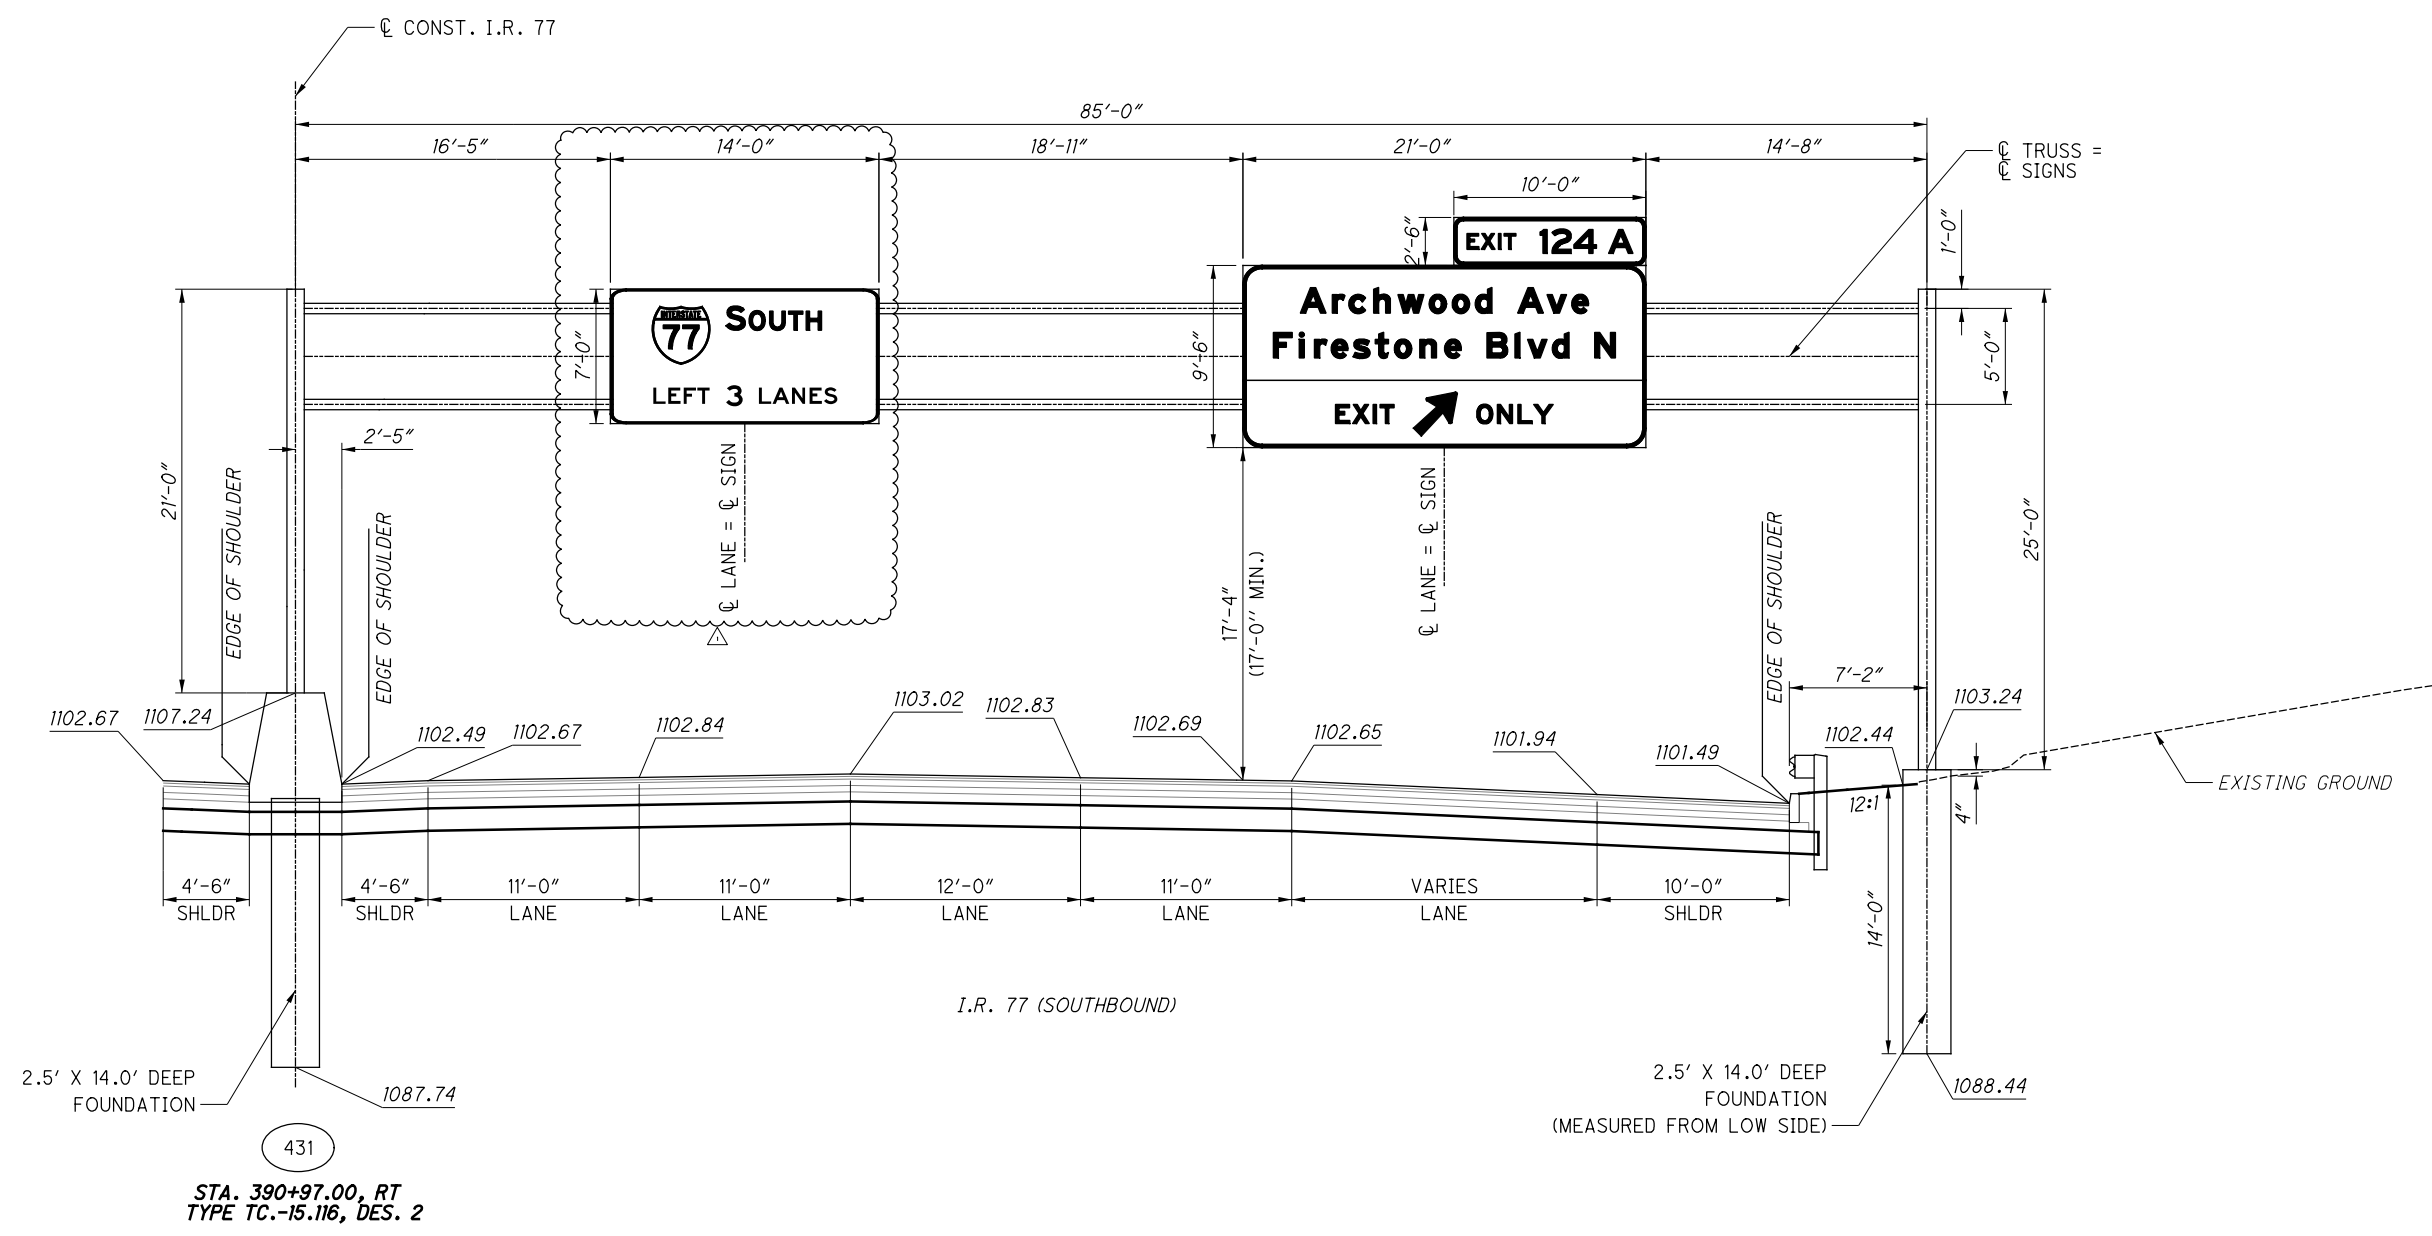 ℄ CONST. I.R. 77
85'-0"
16'-5"
14'-0"
18'-11"
21'-0"
14'-8"
℄ TRUSS =
℄ SIGNS
10'-0"
2'-6"
EXIT 124 A
1'-0"
INTERSTATE
77
SOUTH
LEFT 3 LANES
7'-0"
9'-6"
Archwood Ave
Firestone Blvd N
EXIT ONLY
5'-0"
2'-5"
21'-0"
25'-0"
EDGE OF SHOULDER
EDGE OF SHOULDER
℄ LANE = ℄ SIGN
1
17'-4"
(17'-0" MIN.)
℄ LANE = ℄ SIGN
EDGE OF SHOULDER
7'-2"
1102.67
1107.24
1102.49
1102.67
1102.84
1103.02
1102.83
1102.69
1102.65
1101.94
1101.49
1102.44
1103.24
12:1
4"
EXISTING GROUND
4'-6"
SHLDR
4'-6"
SHLDR
11'-0"
LANE
11'-0"
LANE
12'-0"
LANE
11'-0"
LANE
VARIES
LANE
10'-0"
SHLDR
14'-0"
I.R. 77 (SOUTHBOUND)
2.5' X 14.0' DEEP
FOUNDATION
1087.74
2.5' X 14.0' DEEP
FOUNDATION
(MEASURED FROM LOW SIDE)
1088.44
431
STA. 390+97.00, RT
TYPE TC.-15.116, DES. 2